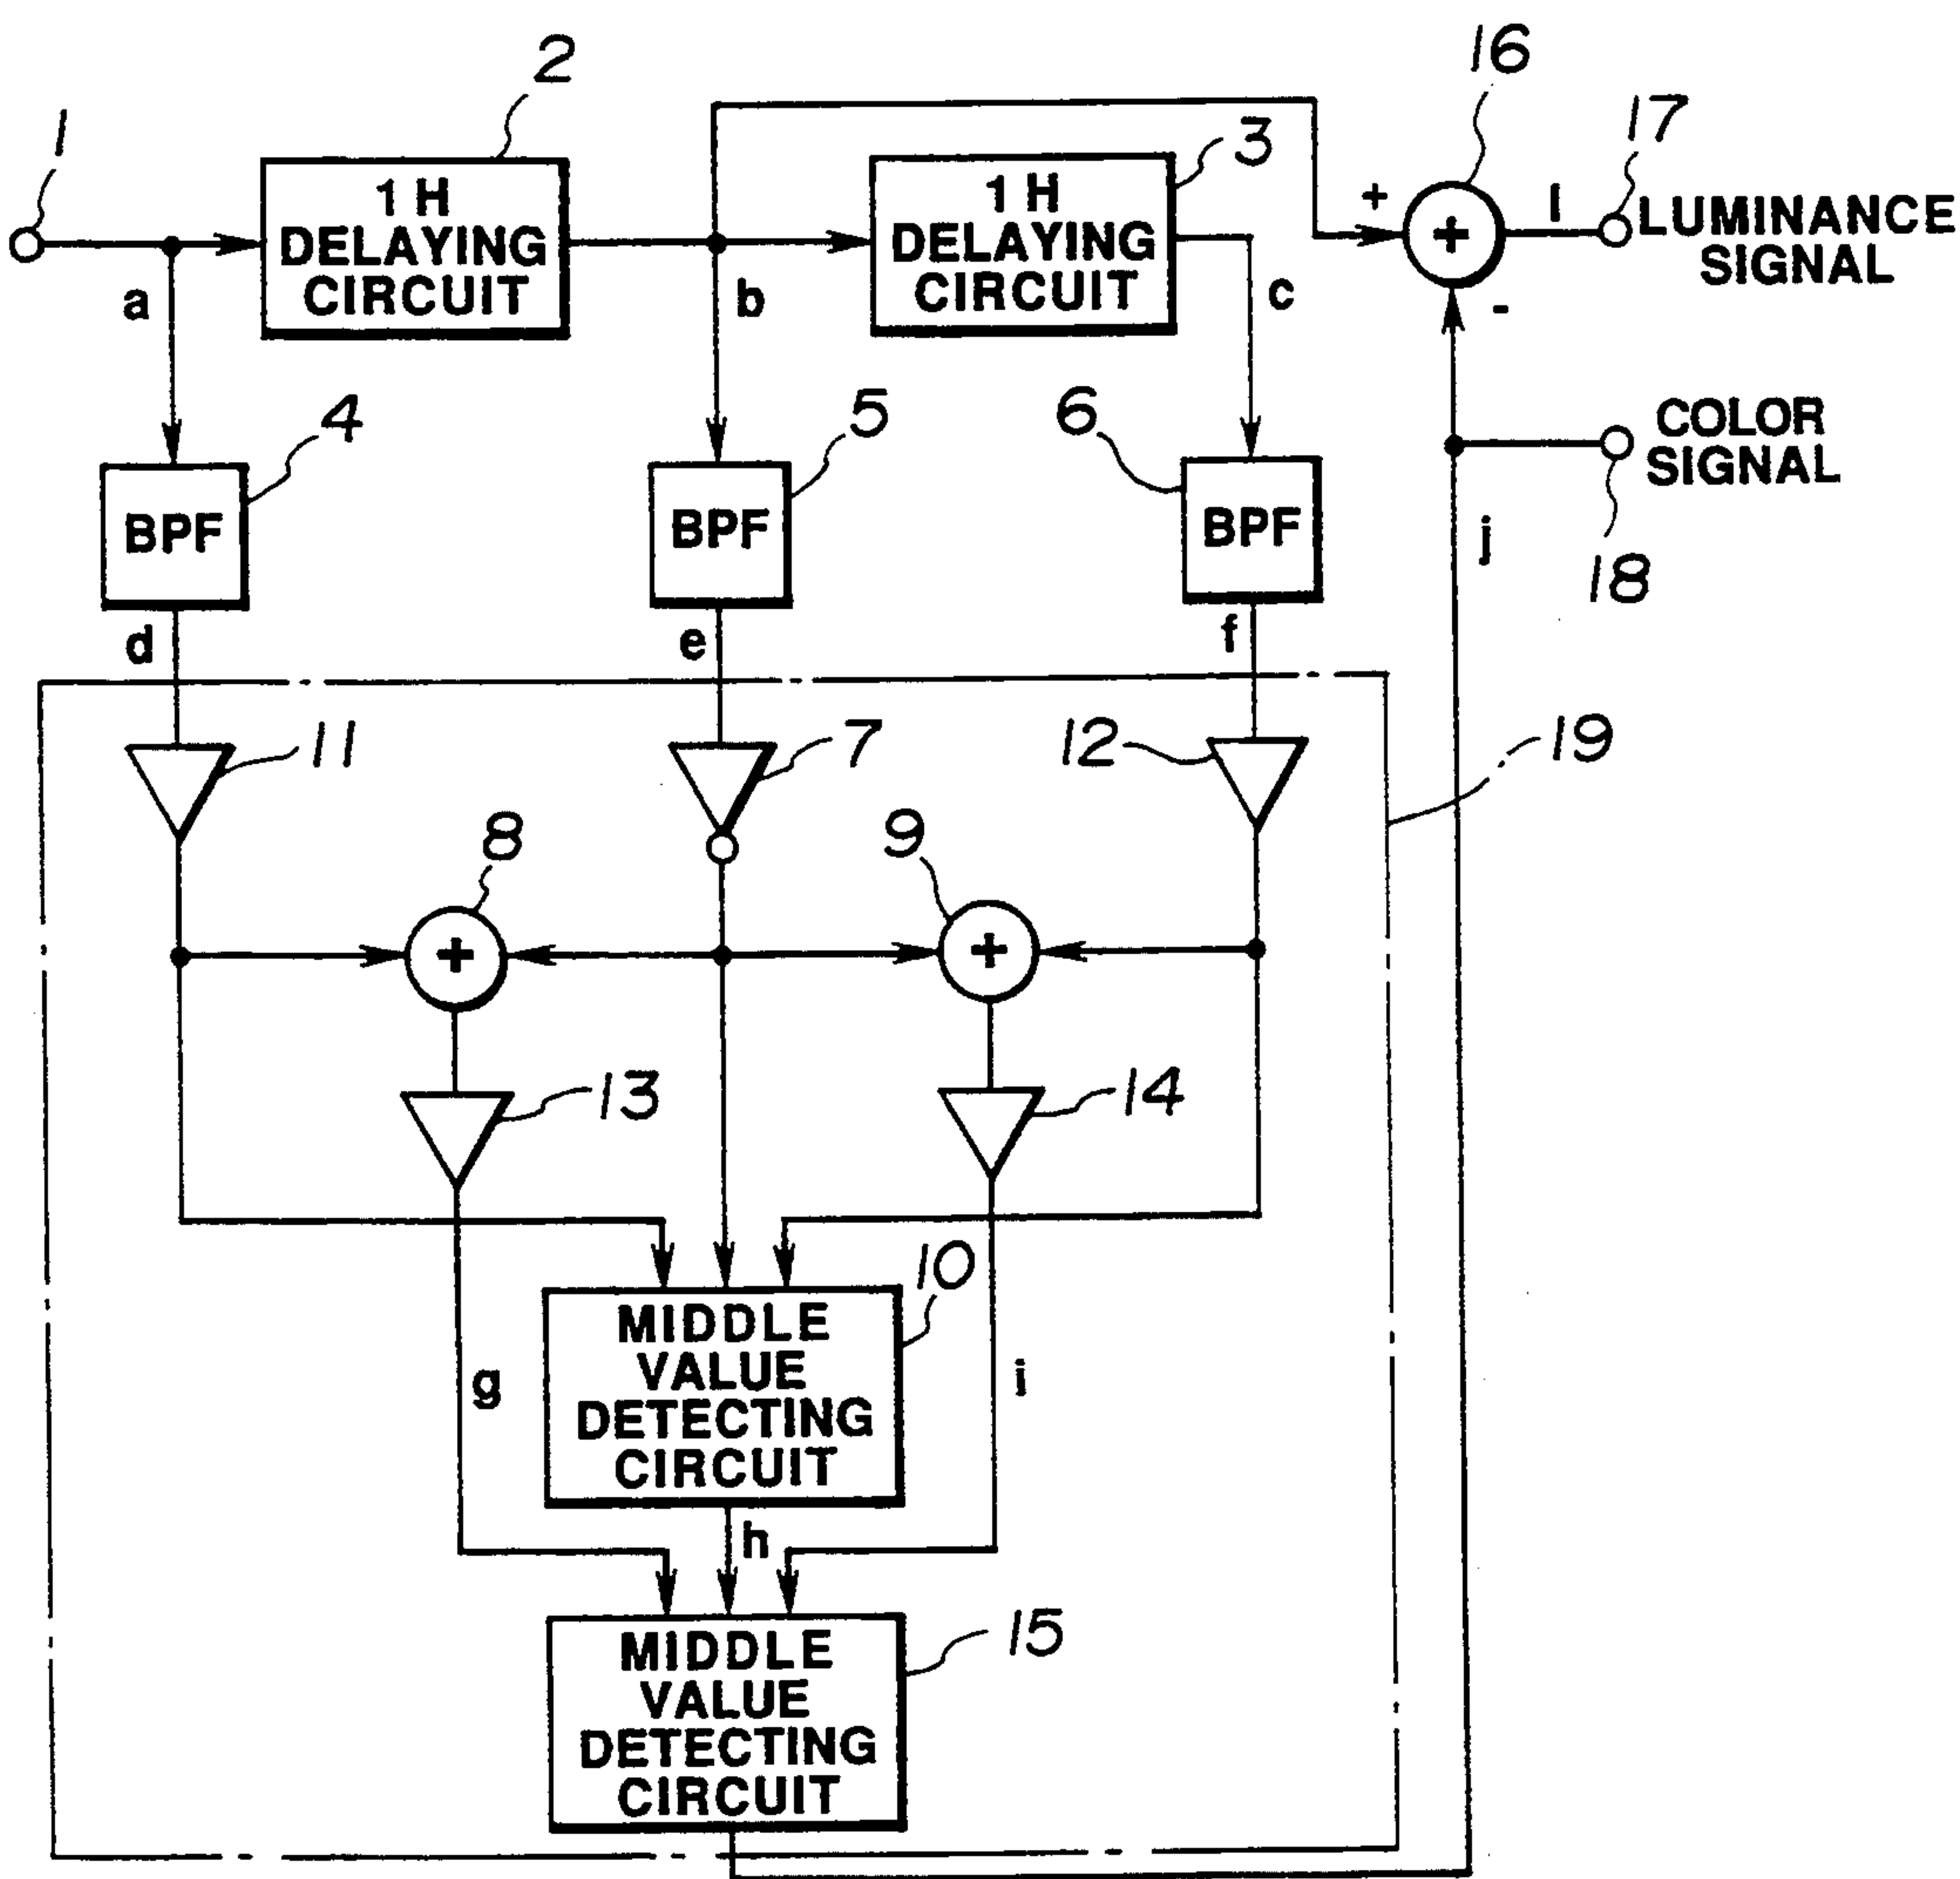 1
2
1 H
DELAYING
CIRCUIT
3
1 H
DELAYING
CIRCUIT
16
+
+
-
l
17
LUMINANCE
SIGNAL
a
b
c
4
BPF
5
BPF
6
BPF
COLOR
SIGNAL
18
j
d
e
f
11
7
12
19
8
+
9
+
13
14
10
MIDDLE
VALUE
DETECTING
CIRCUIT
g
i
h
15
MIDDLE
VALUE
DETECTING
CIRCUIT